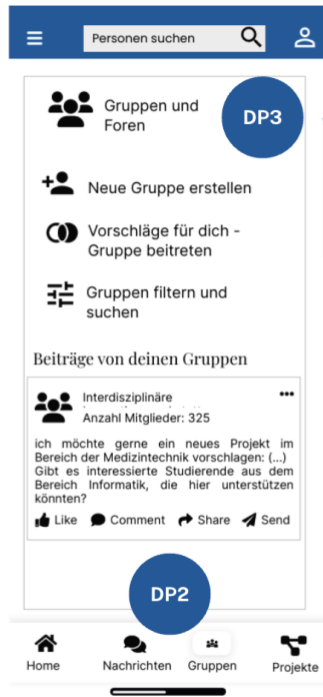 Personen suchen
Gruppen und
Foren
DP3
Neue Gruppe erstellen
Vorschläge für dich -
Gruppe beitreten
Gruppen filtern und
suchen
Beiträge von deinen Gruppen
Interdisziplinäre
Anzahl Mitglieder: 325
ich möchte gerne ein neues Projekt im
Bereich der Medizintechnik vorschlagen: (...)
Gibt es interessierte Studierende aus dem
Bereich Informatik, die hier unterstützen
könnten?
Like Comment Share Send
DP2
Home Nachrichten Gruppen Projekte